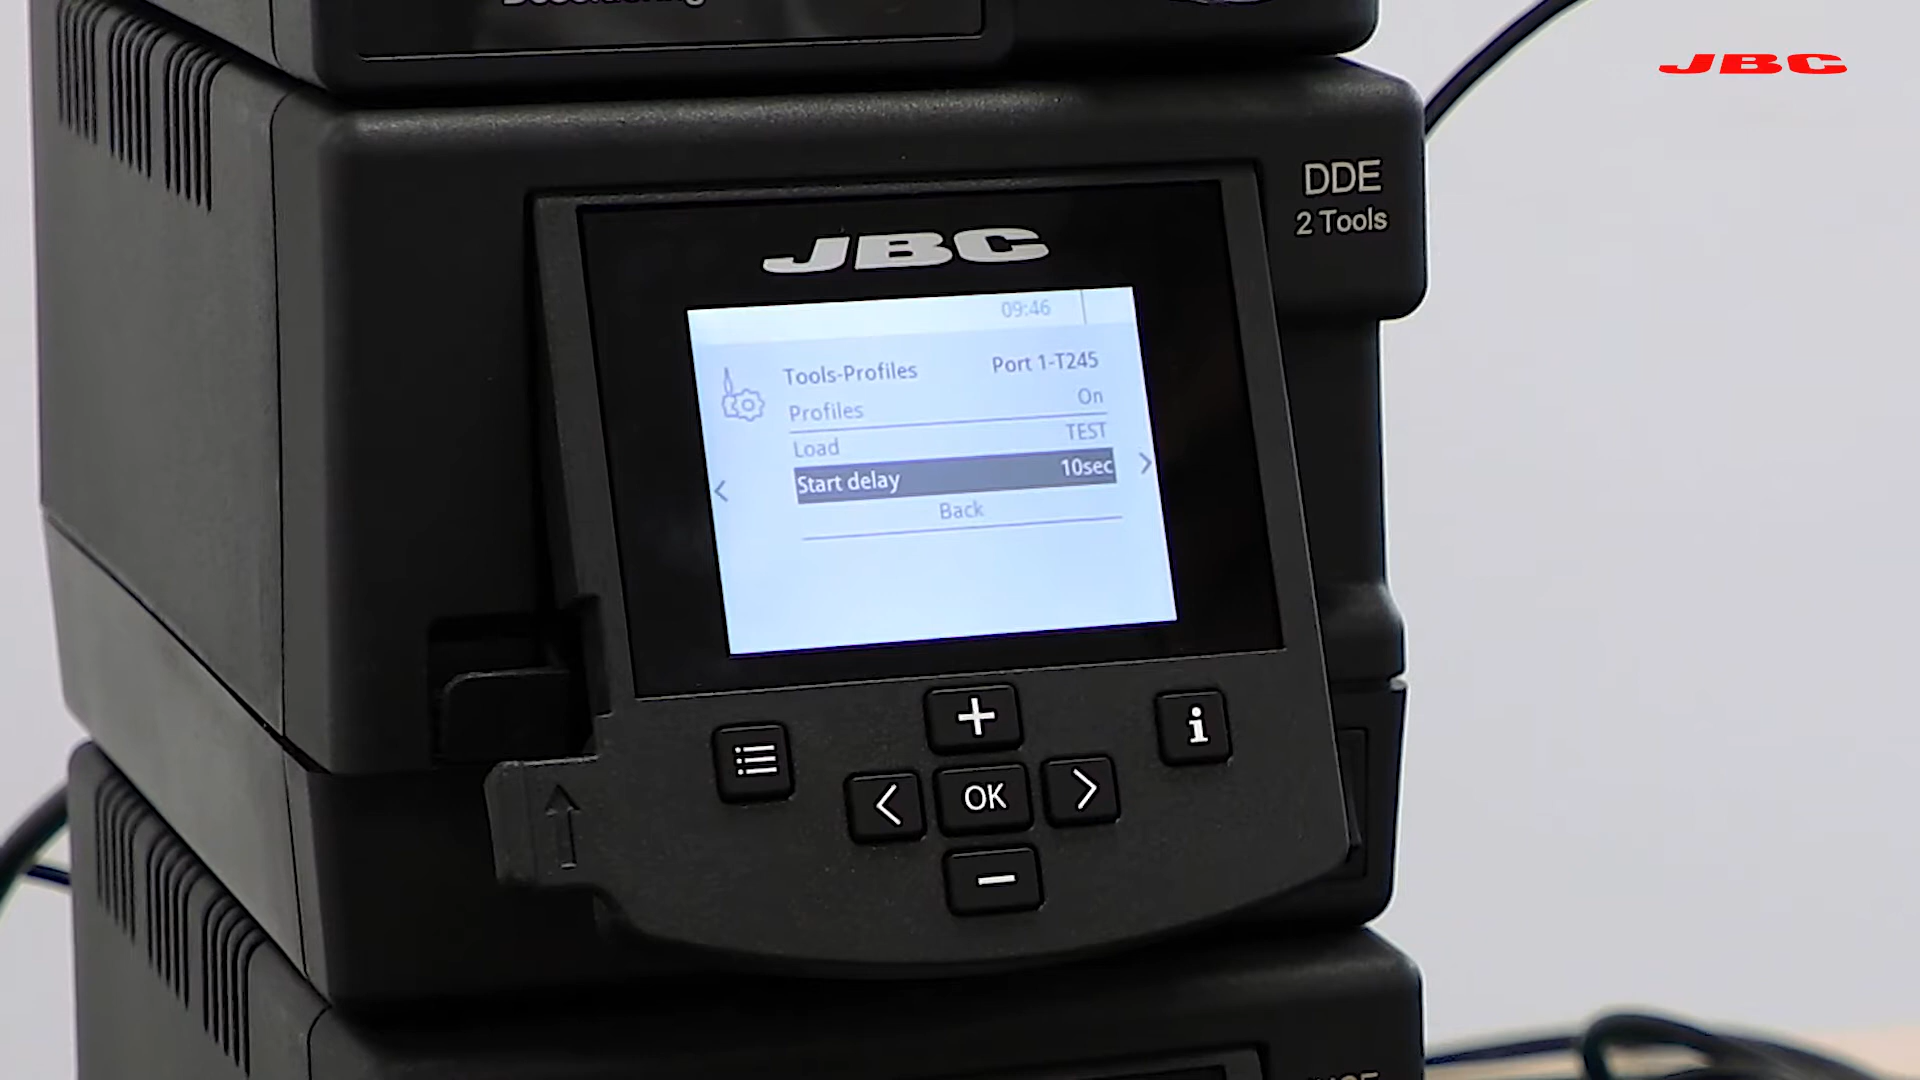 JBC
DDE
2 Tools
JBC
09:46
Tools-Profiles Port 1-T245
Profiles On
Load TEST
Start delay 10sec
Back
OK
i